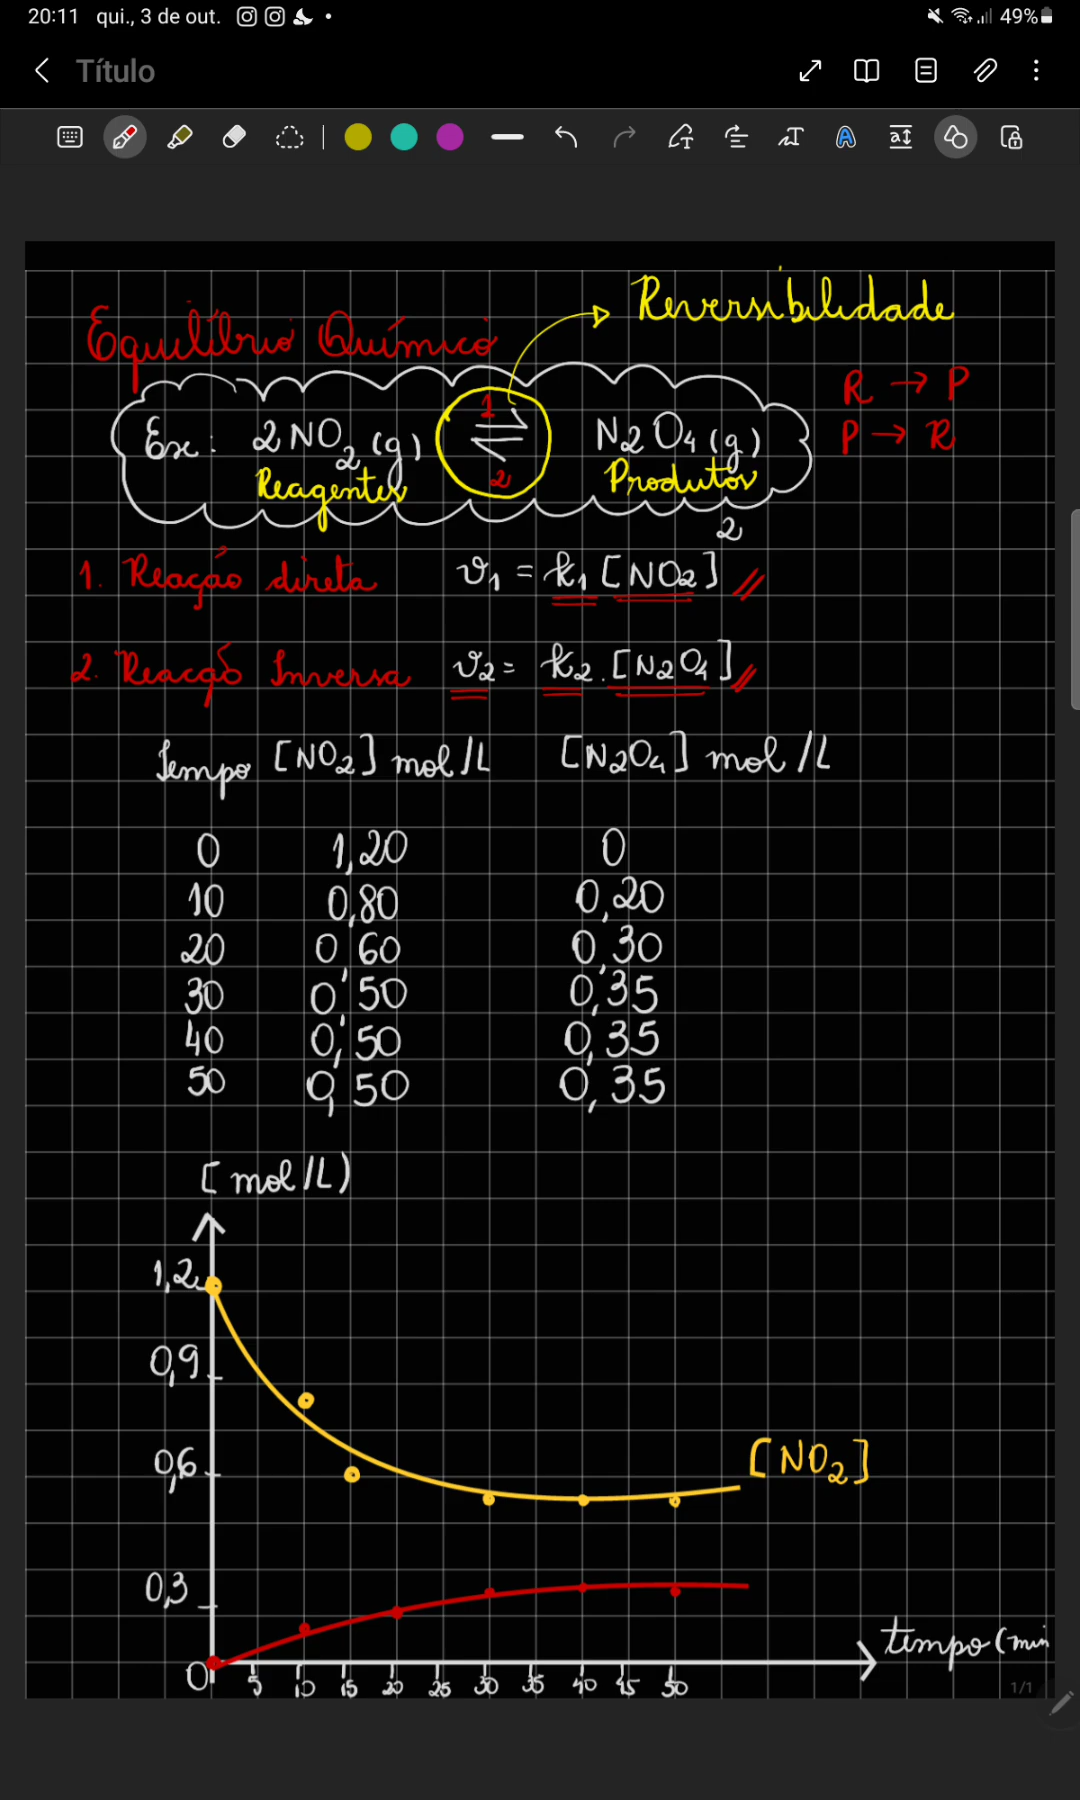 20:11 qui., 3 de out. 49%
Título
Equilíbrio Químico
Reversibilidade
R → P
P → R
Ex: 2NO2(g) 1 ⇌ 2 N2O4(g)
Reagentes Produtos
1. Reação direta v1 = k1 [NO2]²
2. Reacção Inversa v2 = k2 . [N2O4]
Tempo [NO2] mol/L [N2O4] mol/L
0 1,20 0
10 0,80 0,20
20 0,60 0,30
30 0,50 0,35
40 0,50 0,35
50 0,50 0,35
[mol/L)
1,2
0,9
0,6
[NO2]
0,3
tempo (min
0 5 10 15 20 25 30 35 40 45 50
1/1